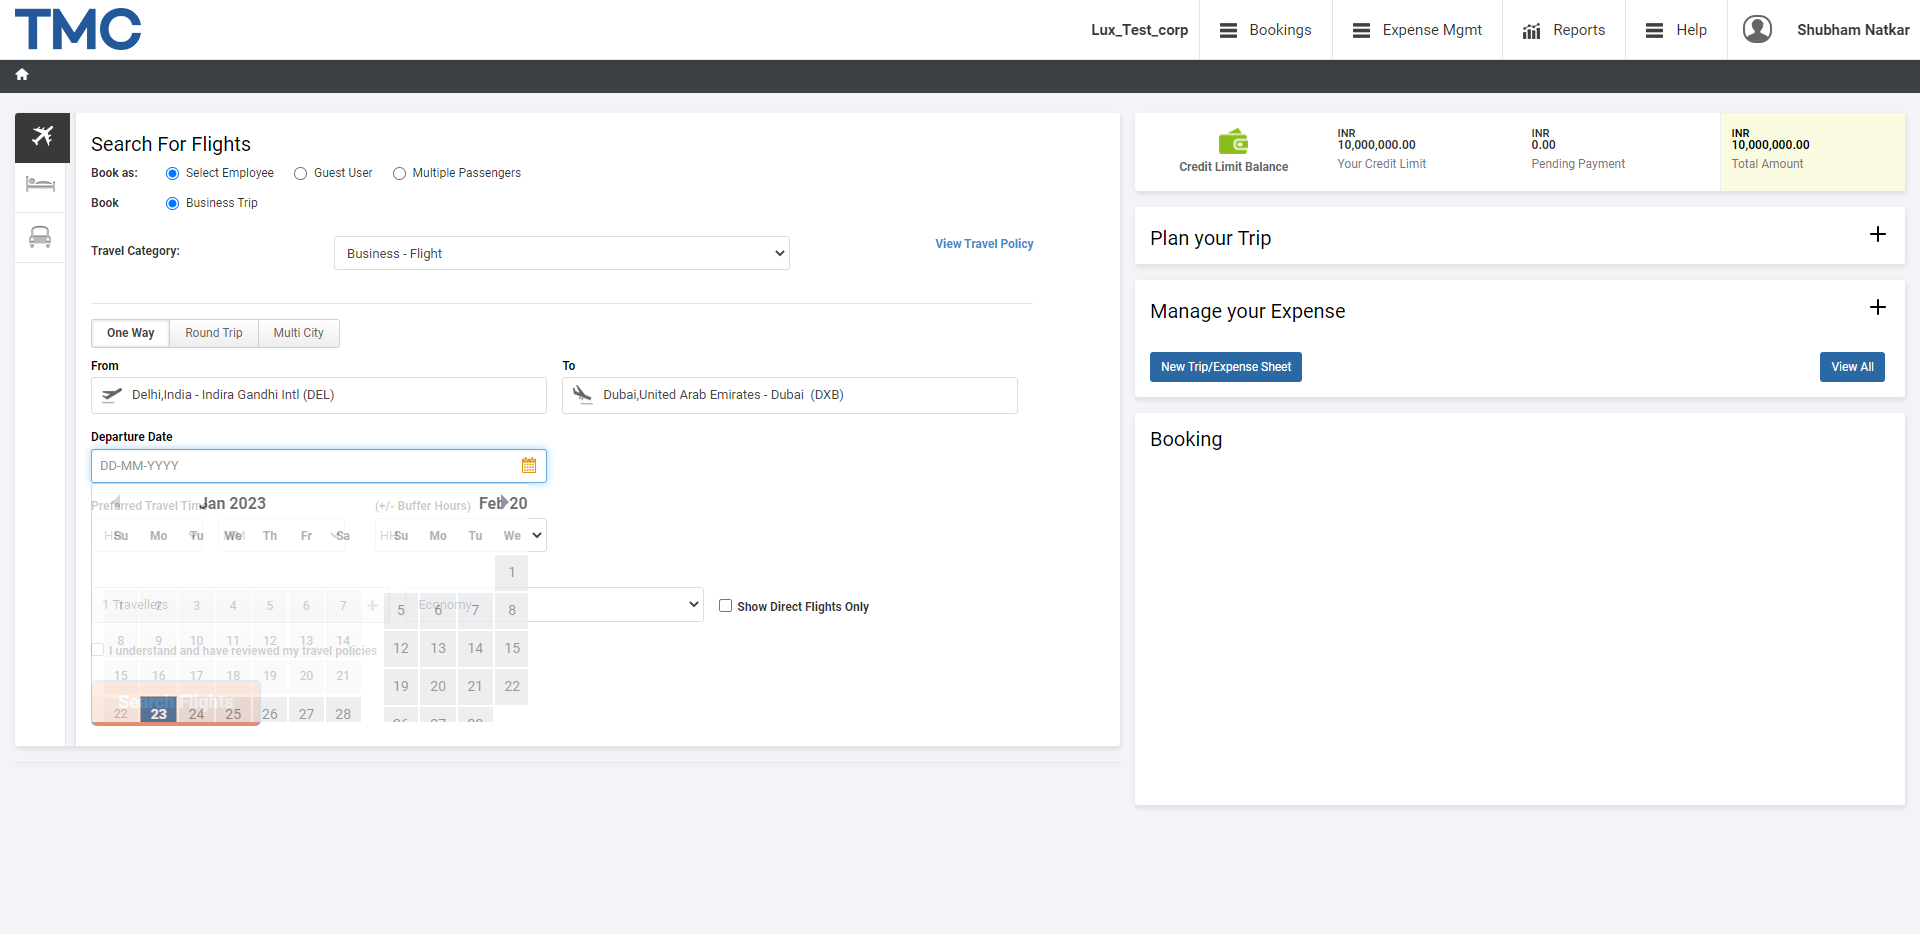 TMC
Lux_Test_corp
Bookings
Expense Mgmt
Reports
Help
Shubham Natkar
Search For Flights
Book as:
Select Employee
Guest User
Multiple Passengers
Book
Business Trip
Travel Category:
Business - Flight
View Travel Policy
One Way
Round Trip
Multi City
From
To
Delhi,India - Indira Gandhi Intl (DEL)
Dubai,United Arab Emirates - Dubai (DXB)
Departure Date
DD-MM-YYYY
Preferred Travel Tim
Jan 2023
(+/- Buffer Hours)
Feb 20
Su Mo Tu We Th Fr Sa
Su Mo Tu We
1
1 Travellers
1 2 3 4 5 6 7
Economy
5 6 7 8
Show Direct Flights Only
8 9 10 11 12 13 14
12 13 14 15
I understand and have reviewed my travel policies
15 16 17 18 19 20 21
19 20 21 22
Search Flights
22 23 24 25 26 27 28
26 27 28
Credit Limit Balance
INR
10,000,000.00
Your Credit Limit
INR
0.00
Pending Payment
INR
10,000,000.00
Total Amount
Plan your Trip
Manage your Expense
New Trip/Expense Sheet
View All
Booking